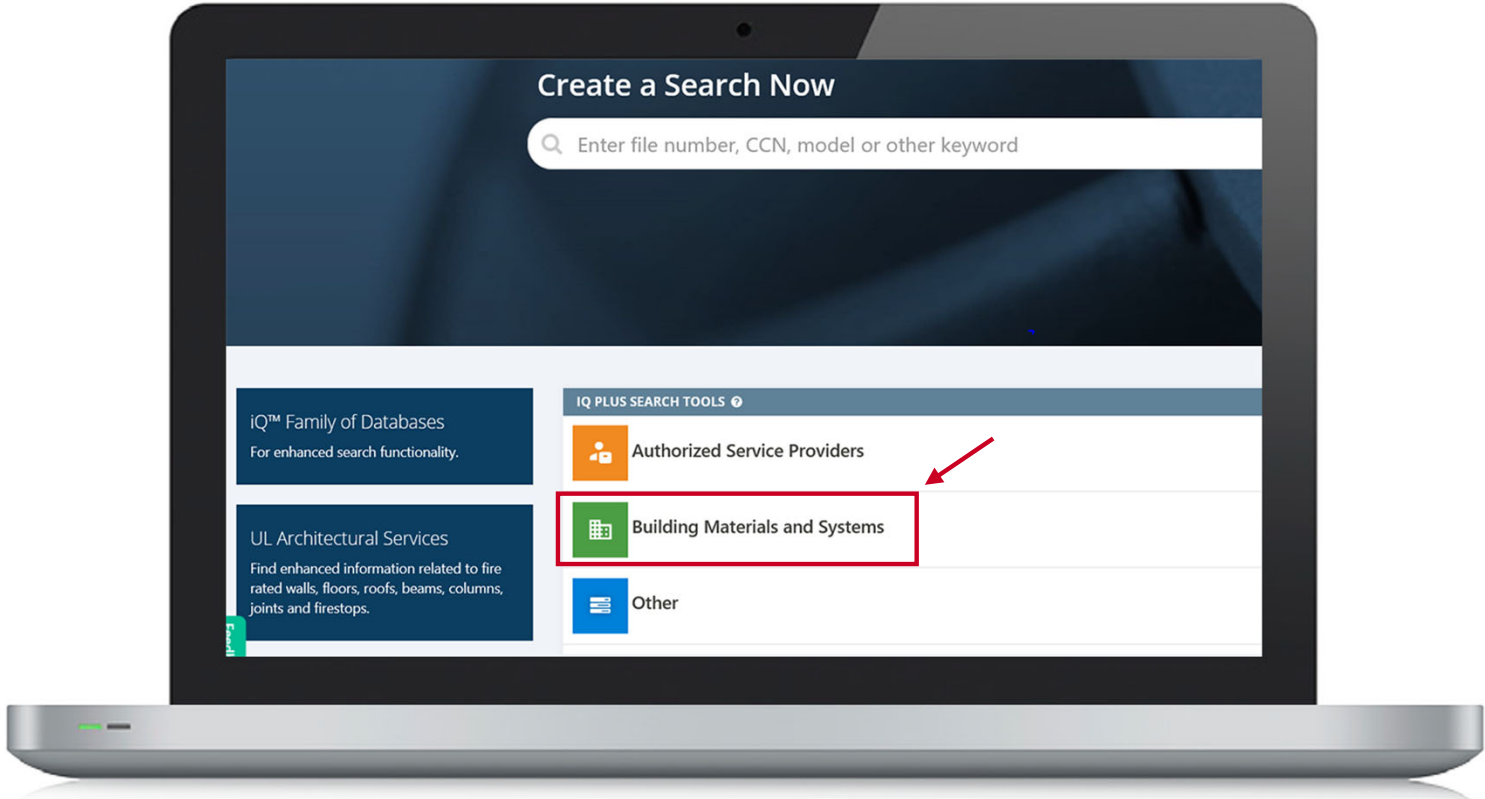 Create a Search Now
Enter file number, CCN, model or other keyword
iQ™ Family of Databases
For enhanced search functionality.
UL Architectural Services
Find enhanced information related to fire
rated walls, floors, roofs, beams, columns,
joints and firestops.
IQ PLUS SEARCH TOOLS
Authorized Service Providers
Building Materials and Systems
Other